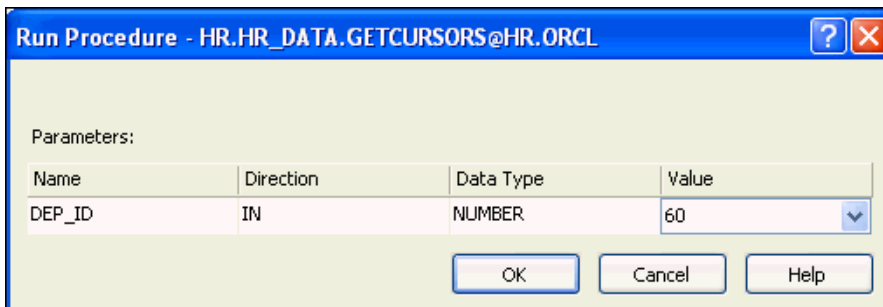 Run Procedure - HR.HR_DATA.GETCURSORS@HR.ORCL
Parameters:
Name Direction Data Type Value
DEP_ID IN NUMBER 60
OK Cancel Help